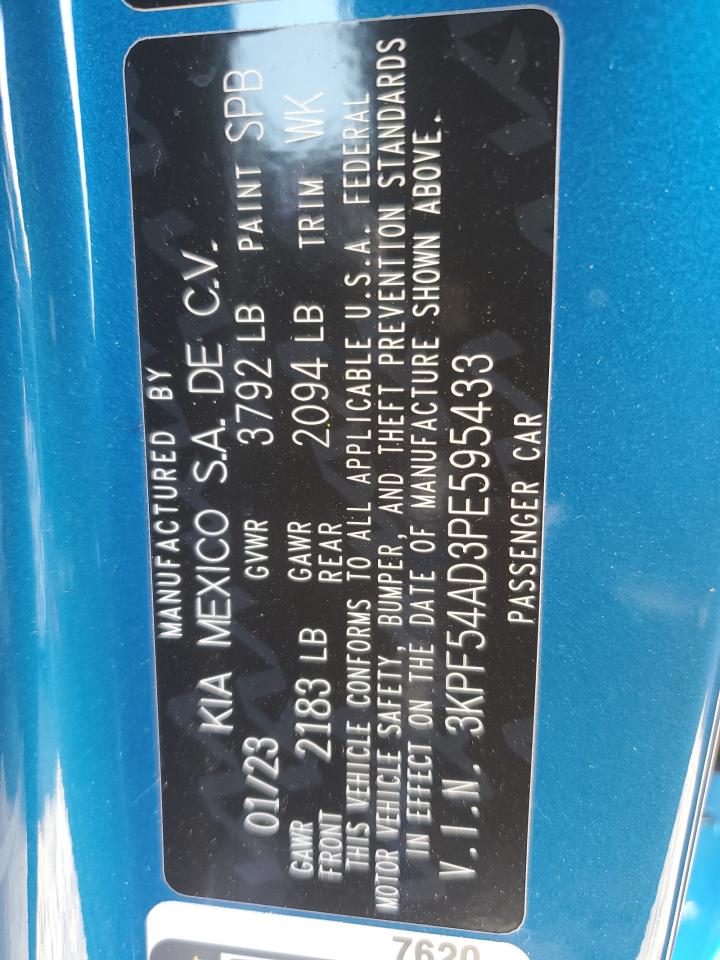 MANUFACTURED BY
KIA MEXICO S.A. DE C.V.
01/23 GVWR 3792 LB PAINT SPB
GAWR FRONT 2183 LB GAWR REAR 2094 LB TRIM WK
THIS VEHICLE CONFORMS TO ALL APPLICABLE U.S.A. FEDERAL
MOTOR VEHICLE SAFETY, BUMPER, AND THEFT PREVENTION STANDARDS
IN EFFECT ON THE DATE OF MANUFACTURE SHOWN ABOVE.
V.I.N. 3KPF54AD3PE595433
PASSENGER CAR
7620